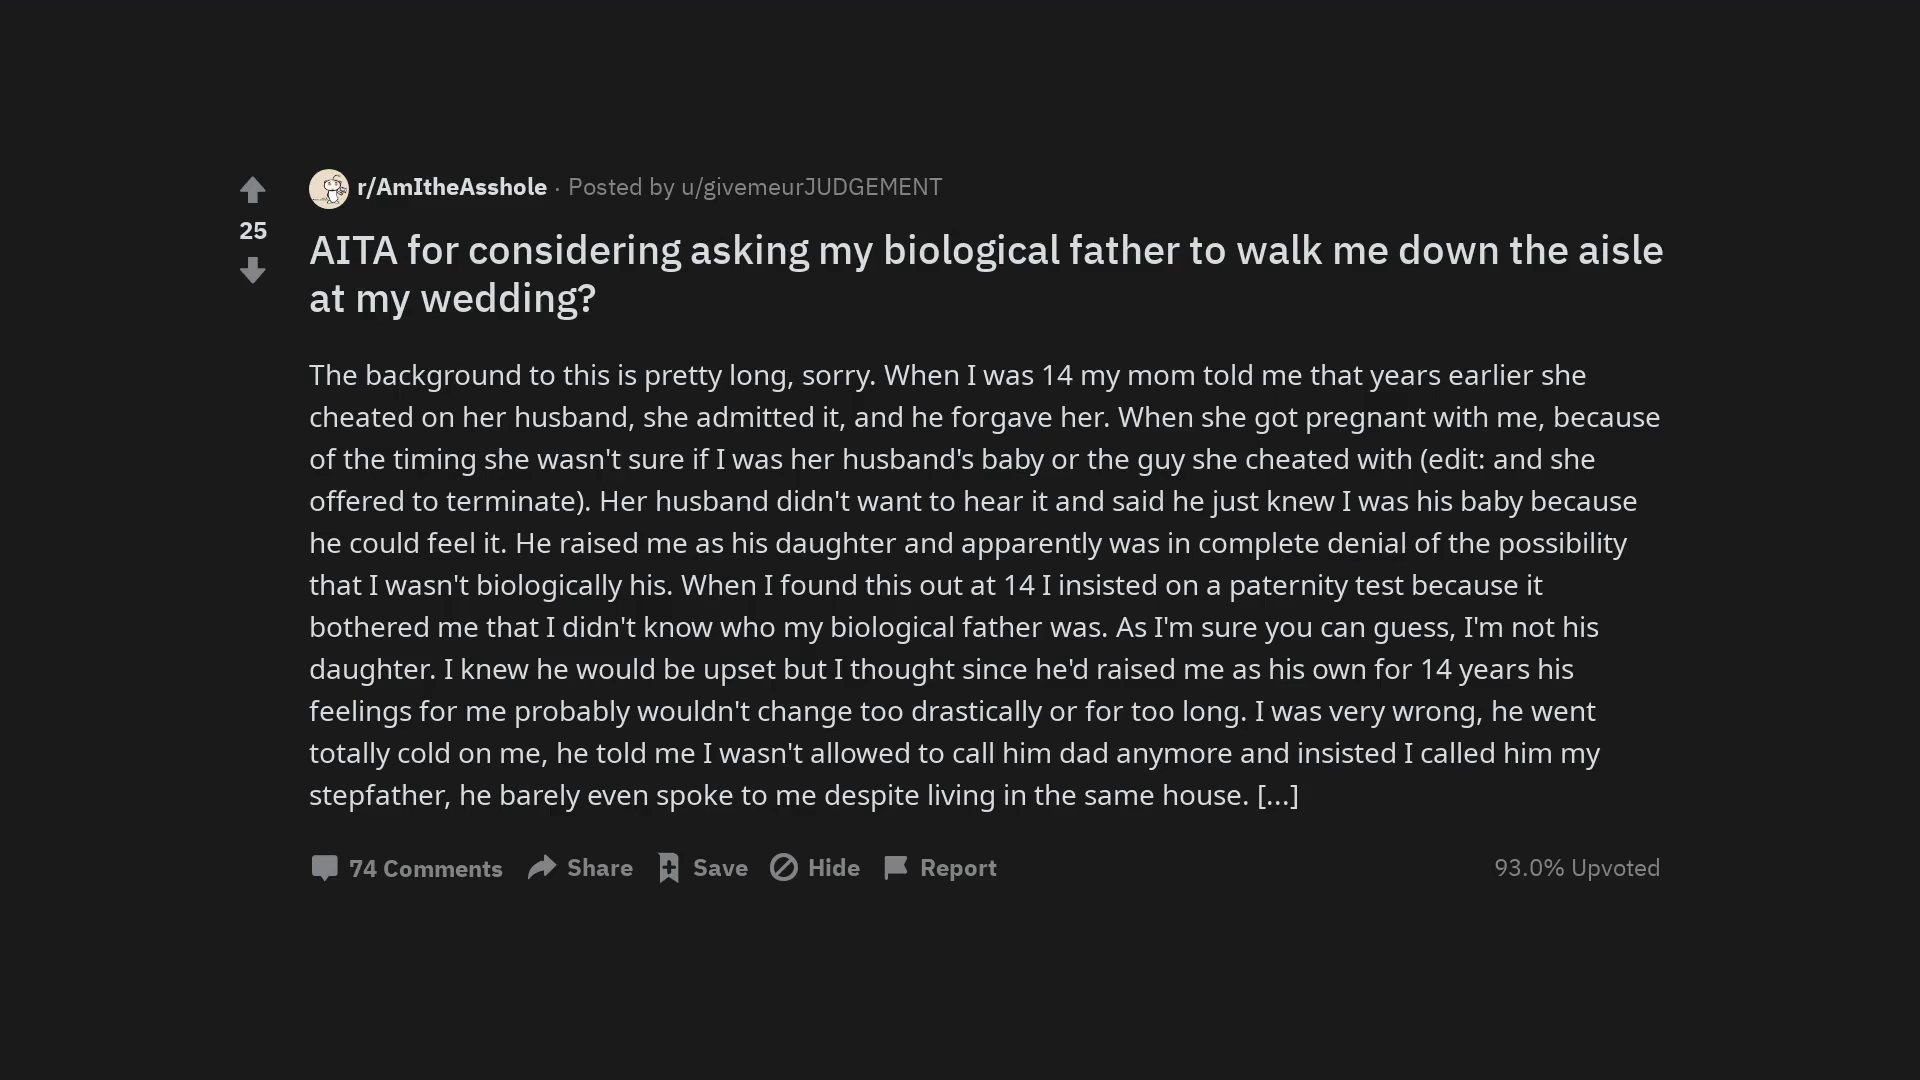 r/AmItheAsshole · Posted by u/givemeurJUDGEMENT
25
AITA for considering asking my biological father to walk me down the aisle
at my wedding?
The background to this is pretty long, sorry. When I was 14 my mom told me that years earlier she
cheated on her husband, she admitted it, and he forgave her. When she got pregnant with me, because
of the timing she wasn't sure if I was her husband's baby or the guy she cheated with (edit: and she
offered to terminate). Her husband didn't want to hear it and said he just knew I was his baby because
he could feel it. He raised me as his daughter and apparently was in complete denial of the possibility
that I wasn't biologically his. When I found this out at 14 I insisted on a paternity test because it
bothered me that I didn't know who my biological father was. As I'm sure you can guess, I'm not his
daughter. I knew he would be upset but I thought since he'd raised me as his own for 14 years his
feelings for me probably wouldn't change too drastically or for too long. I was very wrong, he went
totally cold on me, he told me I wasn't allowed to call him dad anymore and insisted I called him my
stepfather, he barely even spoke to me despite living in the same house. [...]
74 Comments Share Save Hide Report 93.0% Upvoted